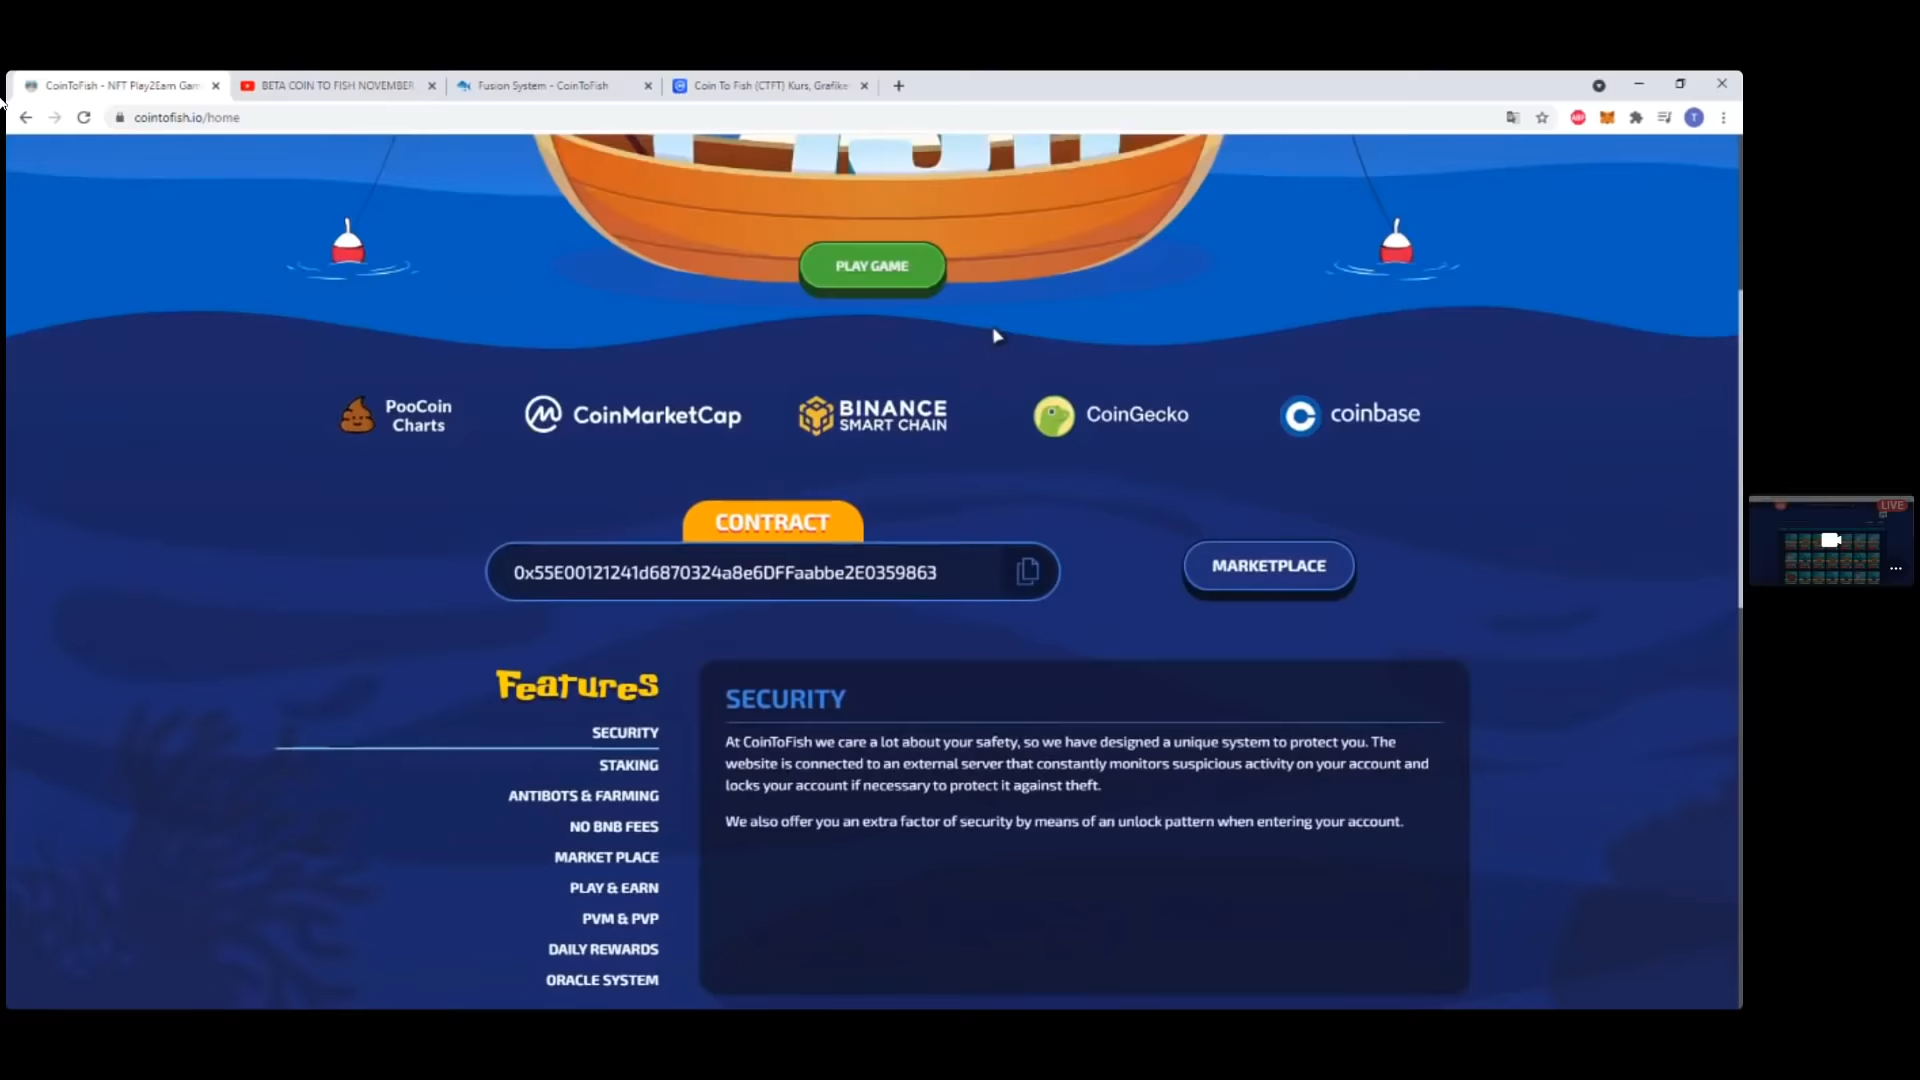 CoinToFish - NFT Play2Earn Gam
BETA COIN TO FISH NOVEMBER
Fusion System - CoinToFish
Coin To Fish (CTFT) Kurs, Grafike
cointofish.io/home
ABP
T
PLAY GAME
PooCoin
Charts
CoinMarketCap
BINANCE
SMART CHAIN
CoinGecko
coinbase
CONTRACT
0x55E00121241d6870324a8e6DFFaabbe2E0359863
MARKETPLACE
LIVE
Features
SECURITY
STAKING
ANTIBOTS & FARMING
NO BNB FEES
MARKET PLACE
PLAY & EARN
PVM & PVP
DAILY REWARDS
ORACLE SYSTEM
SECURITY
At CoinToFish we care a lot about your safety, so we have designed a unique system to protect you. The
website is connected to an external server that constantly monitors suspicious activity on your account and
locks your account if necessary to protect it against theft.
We also offer you an extra factor of security by means of an unlock pattern when entering your account.